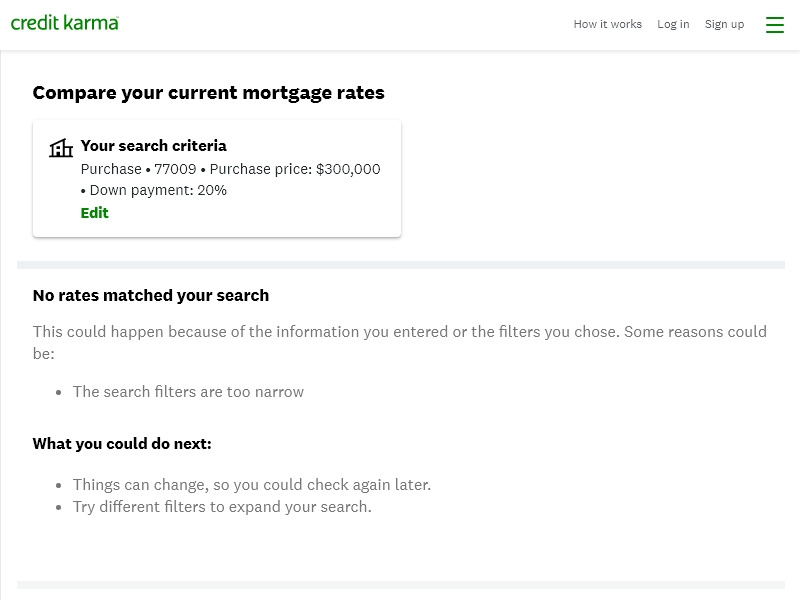 credit karma
How it works
Log in
Sign up
Compare your current mortgage rates
Your search criteria
Purchase • 77009 • Purchase price: $300,000
• Down payment: 20%
Edit
No rates matched your search
This could happen because of the information you entered or the filters you chose. Some reasons could
be:
• The search filters are too narrow
What you could do next:
• Things can change, so you could check again later.
• Try different filters to expand your search.